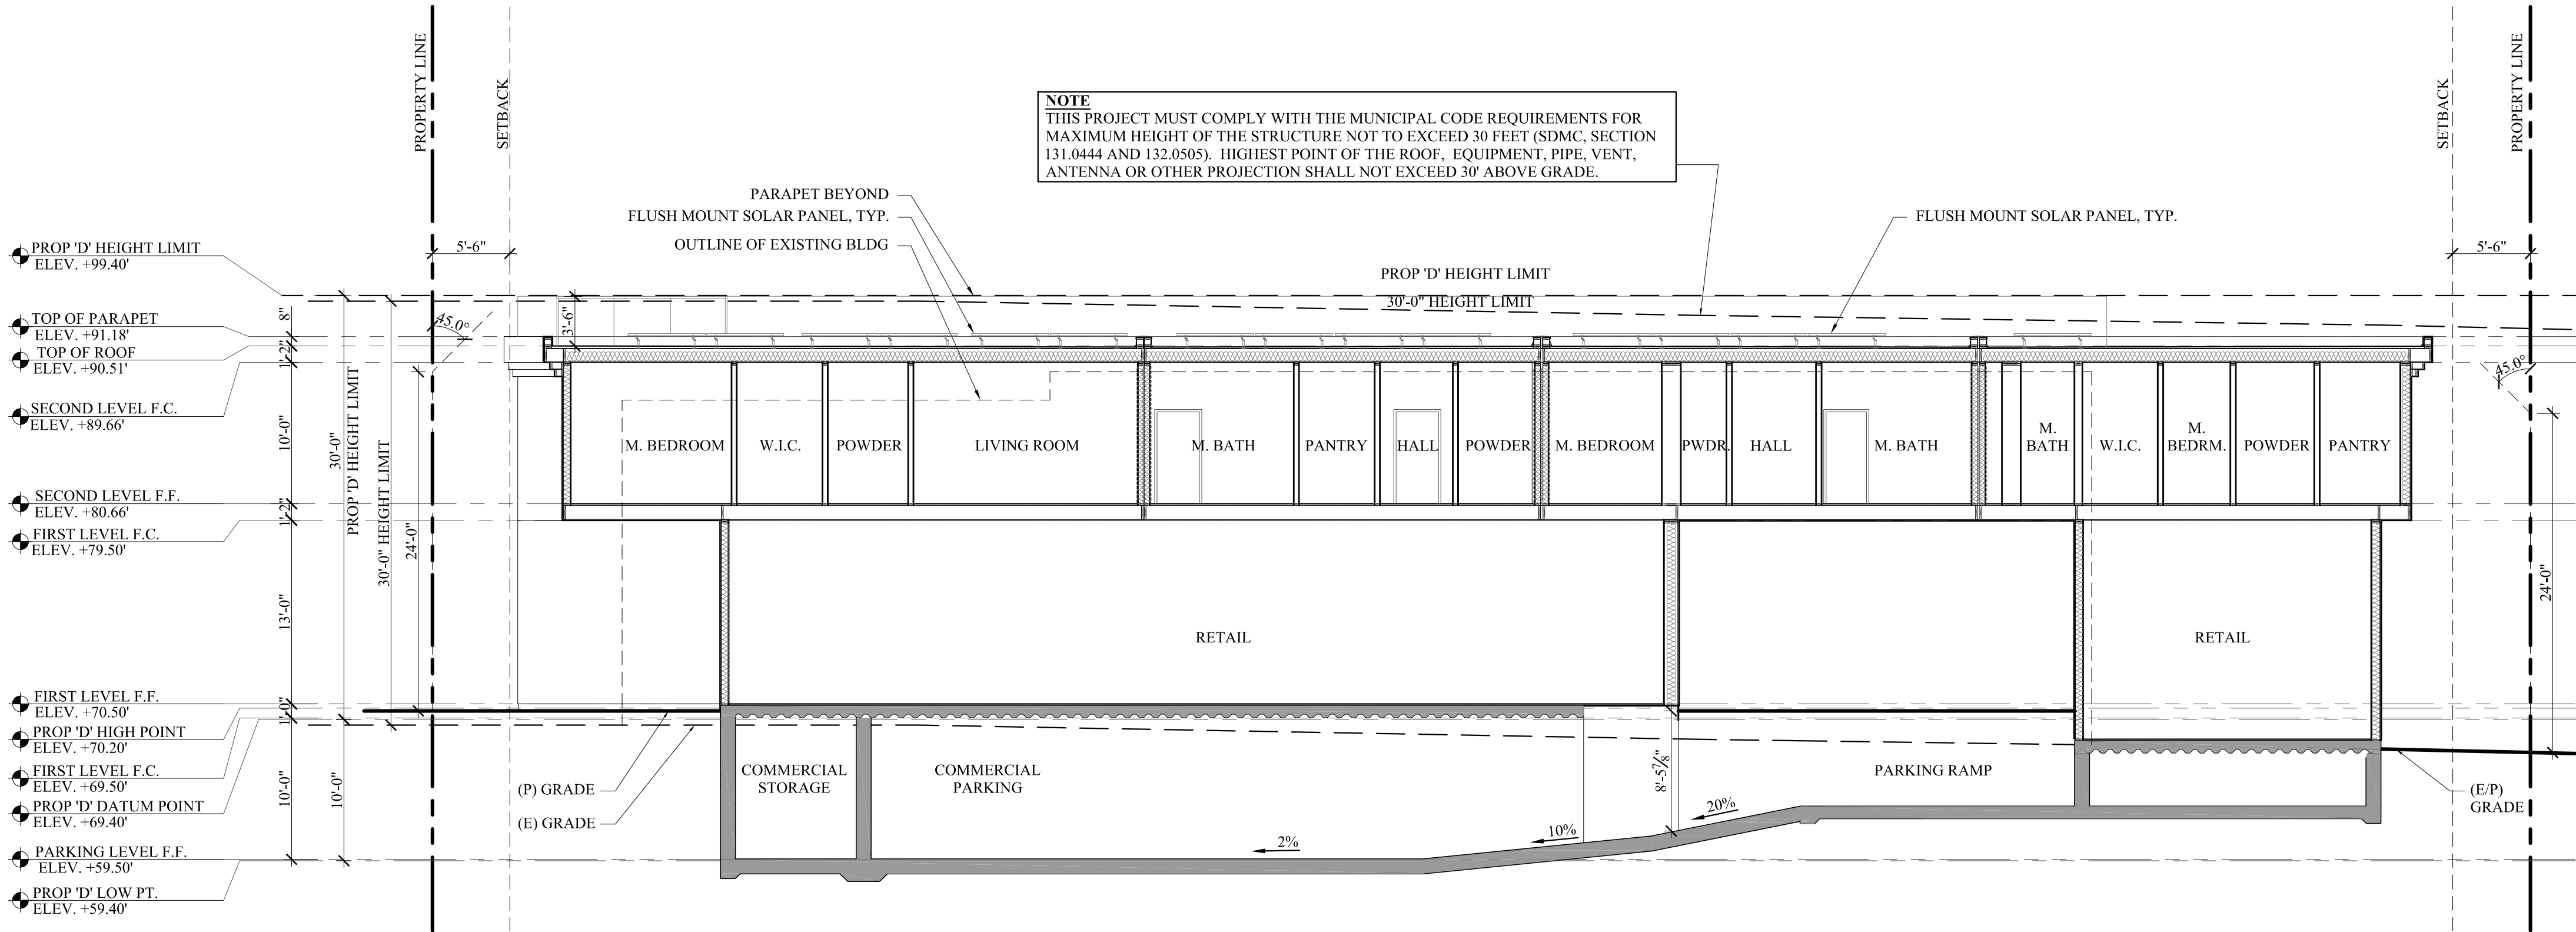 PROPERTY LINE
SETBACK
SETBACK
PROPERTY LINE
NOTE
THIS PROJECT MUST COMPLY WITH THE MUNICIPAL CODE REQUIREMENTS FOR
MAXIMUM HEIGHT OF THE STRUCTURE NOT TO EXCEED 30 FEET (SDMC, SECTION
131.0444 AND 132.0505). HIGHEST POINT OF THE ROOF, EQUIPMENT, PIPE, VENT,
ANTENNA OR OTHER PROJECTION SHALL NOT EXCEED 30' ABOVE GRADE.
PARAPET BEYOND
FLUSH MOUNT SOLAR PANEL, TYP.
OUTLINE OF EXISTING BLDG
FLUSH MOUNT SOLAR PANEL, TYP.
5'-6"
5'-6"
PROP 'D' HEIGHT LIMIT
30'-0" HEIGHT LIMIT
PROP 'D' HEIGHT LIMIT
ELEV. +99.40'
TOP OF PARAPET
ELEV. +91.18'
TOP OF ROOF
ELEV. +90.51'
SECOND LEVEL F.C.
ELEV. +89.66'
SECOND LEVEL F.F.
ELEV. +80.66'
FIRST LEVEL F.C.
ELEV. +79.50'
FIRST LEVEL F.F.
ELEV. +70.50'
PROP 'D' HIGH POINT
ELEV. +70.20'
FIRST LEVEL F.C.
ELEV. +69.50'
PROP 'D' DATUM POINT
ELEV. +69.40'
PARKING LEVEL F.F.
ELEV. +59.50'
PROP 'D' LOW PT.
ELEV. +59.40'
8"
1'-2"
10'-0"
1'-2"
13'-0"
1'-0"
10'-0"
30'-0"
PROP 'D' HEIGHT LIMIT
10'-0"
30'-0" HEIGHT LIMIT
24'-0"
45.0°
3'-6"
45.0°
24'-0"
M. BEDROOM
W.I.C.
POWDER
LIVING ROOM
M. BATH
PANTRY
HALL
POWDER
M. BEDROOM
PWDR.
HALL
M. BATH
M.
BATH
W.I.C.
M.
BEDRM.
POWDER
PANTRY
RETAIL
RETAIL
(P) GRADE
(E) GRADE
COMMERCIAL
STORAGE
COMMERCIAL
PARKING
8'-5⅞"
PARKING RAMP
20%
10%
2%
(E/P)
GRADE